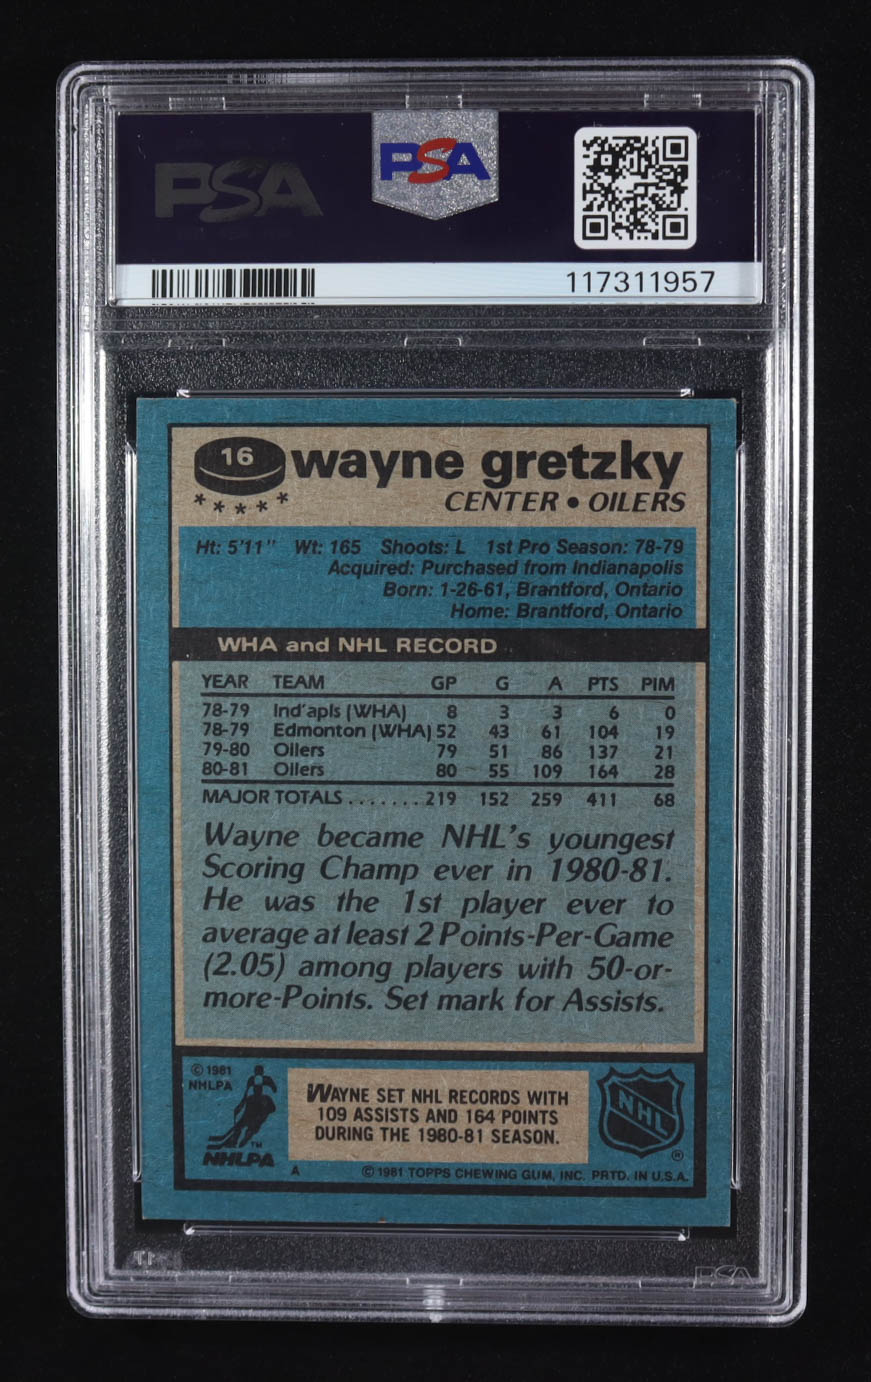 PSA
PSA
117311957
16
wayne gretzky
CENTER • OILERS
Ht: 5'11" Wt: 165 Shoots: L 1st Pro Season: 78-79
Acquired: Purchased from Indianapolis
Born: 1-26-61, Brantford, Ontario
Home: Brantford, Ontario
WHA and NHL RECORD
YEAR TEAM GP G A PTS PIM
78-79 Ind'apls (WHA) 8 3 3 6 0
78-79 Edmonton (WHA) 52 43 61 104 19
79-80 Oilers 79 51 86 137 21
80-81 Oilers 80 55 109 164 28
MAJOR TOTALS ....... 219 152 259 411 68
Wayne became NHL's youngest
Scoring Champ ever in 1980-81.
He was the 1st player ever to
average at least 2 Points-Per-Game
(2.05) among players with 50-or-
more-Points. Set mark for Assists.
© 1981
NHLPA
TM
NHLPA
WAYNE SET NHL RECORDS WITH
109 ASSISTS AND 164 POINTS
DURING THE 1980-81 SEASON.
NHL
®
A
© 1981 TOPPS CHEWING GUM, INC. PRTD. IN U.S.A.
PSA